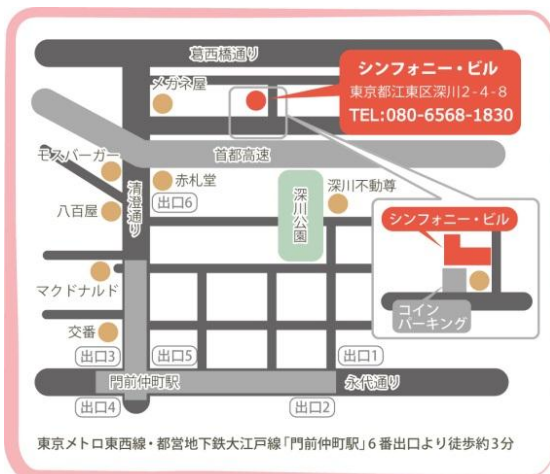 葛西橋通り
シンフォニー・ビル
東京都江東区深川2-4-8
TEL:080-6568-1830
メガネ屋
首都高速
モスバーガー
赤札堂
出口6
清澄通り
深川公園
深川不動尊
八百屋
シンフォニー・ビル
コイン
パーキング
マクドナルド
交番
出口3
出口5
出口1
門前仲町駅
永代通り
出口4
出口2
東京メトロ東西線・都営地下鉄大江戸線「門前仲町駅」6番出口より徒歩約3分